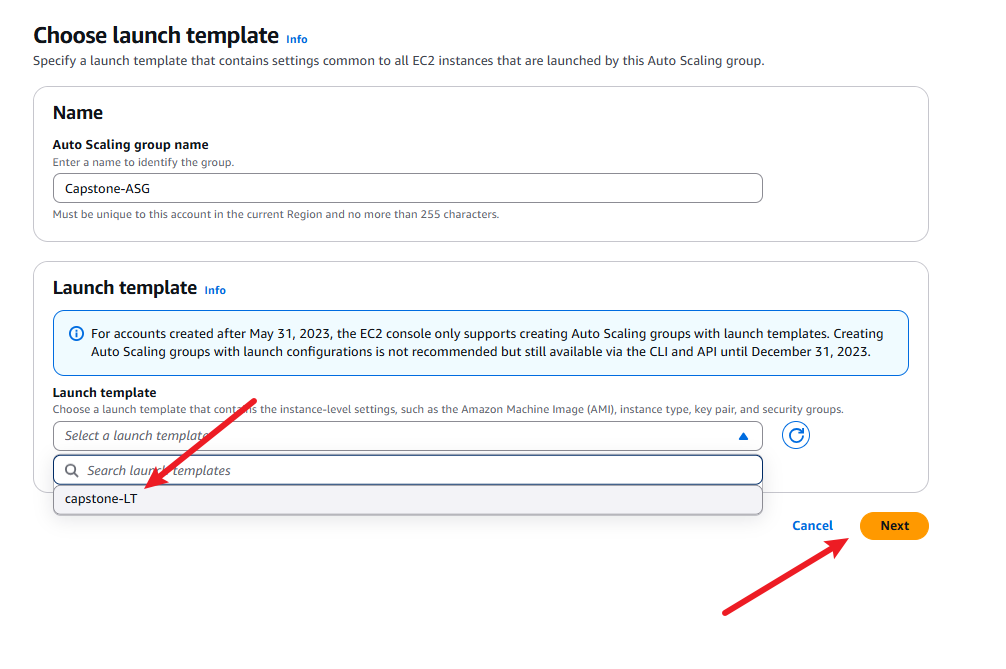 Choose launch template Info
Specify a launch template that contains settings common to all EC2 instances that are launched by this Auto Scaling group.
Name
Auto Scaling group name
Enter a name to identify the group.
Capstone-ASG
Must be unique to this account in the current Region and no more than 255 characters.
Launch template Info
For accounts created after May 31, 2023, the EC2 console only supports creating Auto Scaling groups with launch templates. Creating
Auto Scaling groups with launch configurations is not recommended but still available via the CLI and API until December 31, 2023.
Launch template
Choose a launch template that contains the instance-level settings, such as the Amazon Machine Image (AMI), instance type, key pair, and security groups.
Select a launch template
Search launch templates
capstone-LT
Cancel
Next